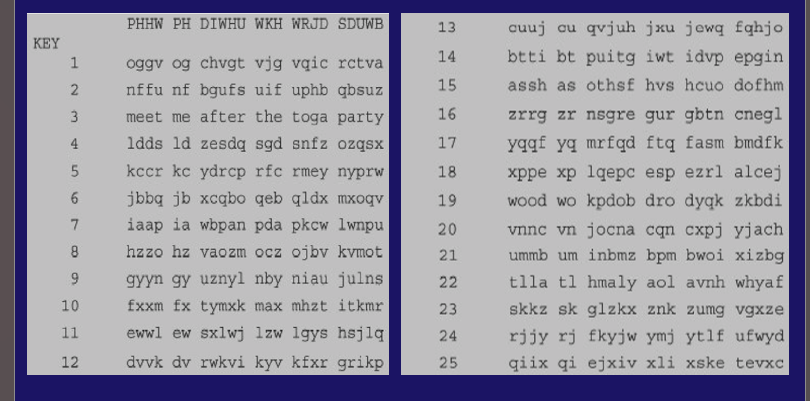 PHHW PH DIWHU WKH WRJD SDUWB
KEY
1 oggv og chvgt vjg vqic rctva
2 nffu nf bgufs uif uphb qbsuz
3 meet me after the toga party
4 ldds ld zesdq sgd snfz ozqsx
5 kccr kc ydrcp rfc rmey nyprw
6 jbbq jb xcqbo qeb qldx mxoqv
7 iaap ia wbpan pda pkcw lwnpu
8 hzzo hz vaozm ocz ojbv kvmot
9 gyyn gy uznyl nby niau julns
10 fxxm fx tymxk max mhzt itkmr
11 ewwl ew sxlwj lzw lgys hsjlq
12 dvvk dv rwkvi kyv kfxr grikp
13 cuuj cu qvjuh jxu jewq fqhjo
14 btti bt puitg iwt idvp epgin
15 assh as othsf hvs hcuo dofhm
16 zrrg zr nsgre gur gbtn cnegl
17 yqqf yq mrfqd ftq fasm bmdfk
18 xppe xp lqepc esp ezrl alcej
19 wood wo kpdob dro dyqk zkbdi
20 vnnc vn jocna cqn cxpj yjach
21 ummb um inbmz bpm bwoi xizbg
22 tlla tl hmaly aol avnh whyaf
23 skkz sk glzkx znk zumg vgxze
24 rjjy rj fkyjw ymj ytlf ufwyd
25 qiix qi ejxiv xli xske tevxc